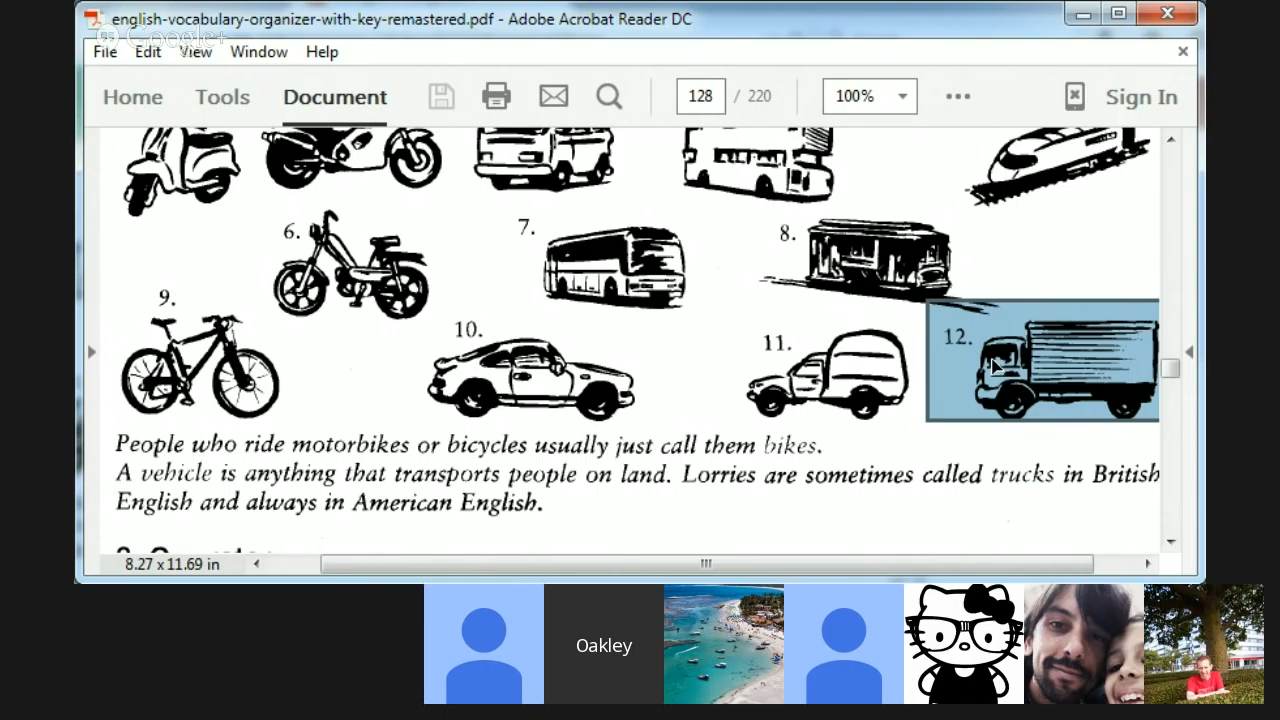 english-vocabulary-organizer-with-key-remastered.pdf - Adobe Acrobat Reader DC
Google+
File Edit View Window Help
Home Tools Document 128 / 220 100% Sign In
6. 7. 8.
9. 10. 11. 12.
People who ride motorbikes or bicycles usually just call them bikes.
A vehicle is anything that transports people on land. Lorries are sometimes called trucks in British
English and always in American English.
8.27 x 11.69 in
Oakley